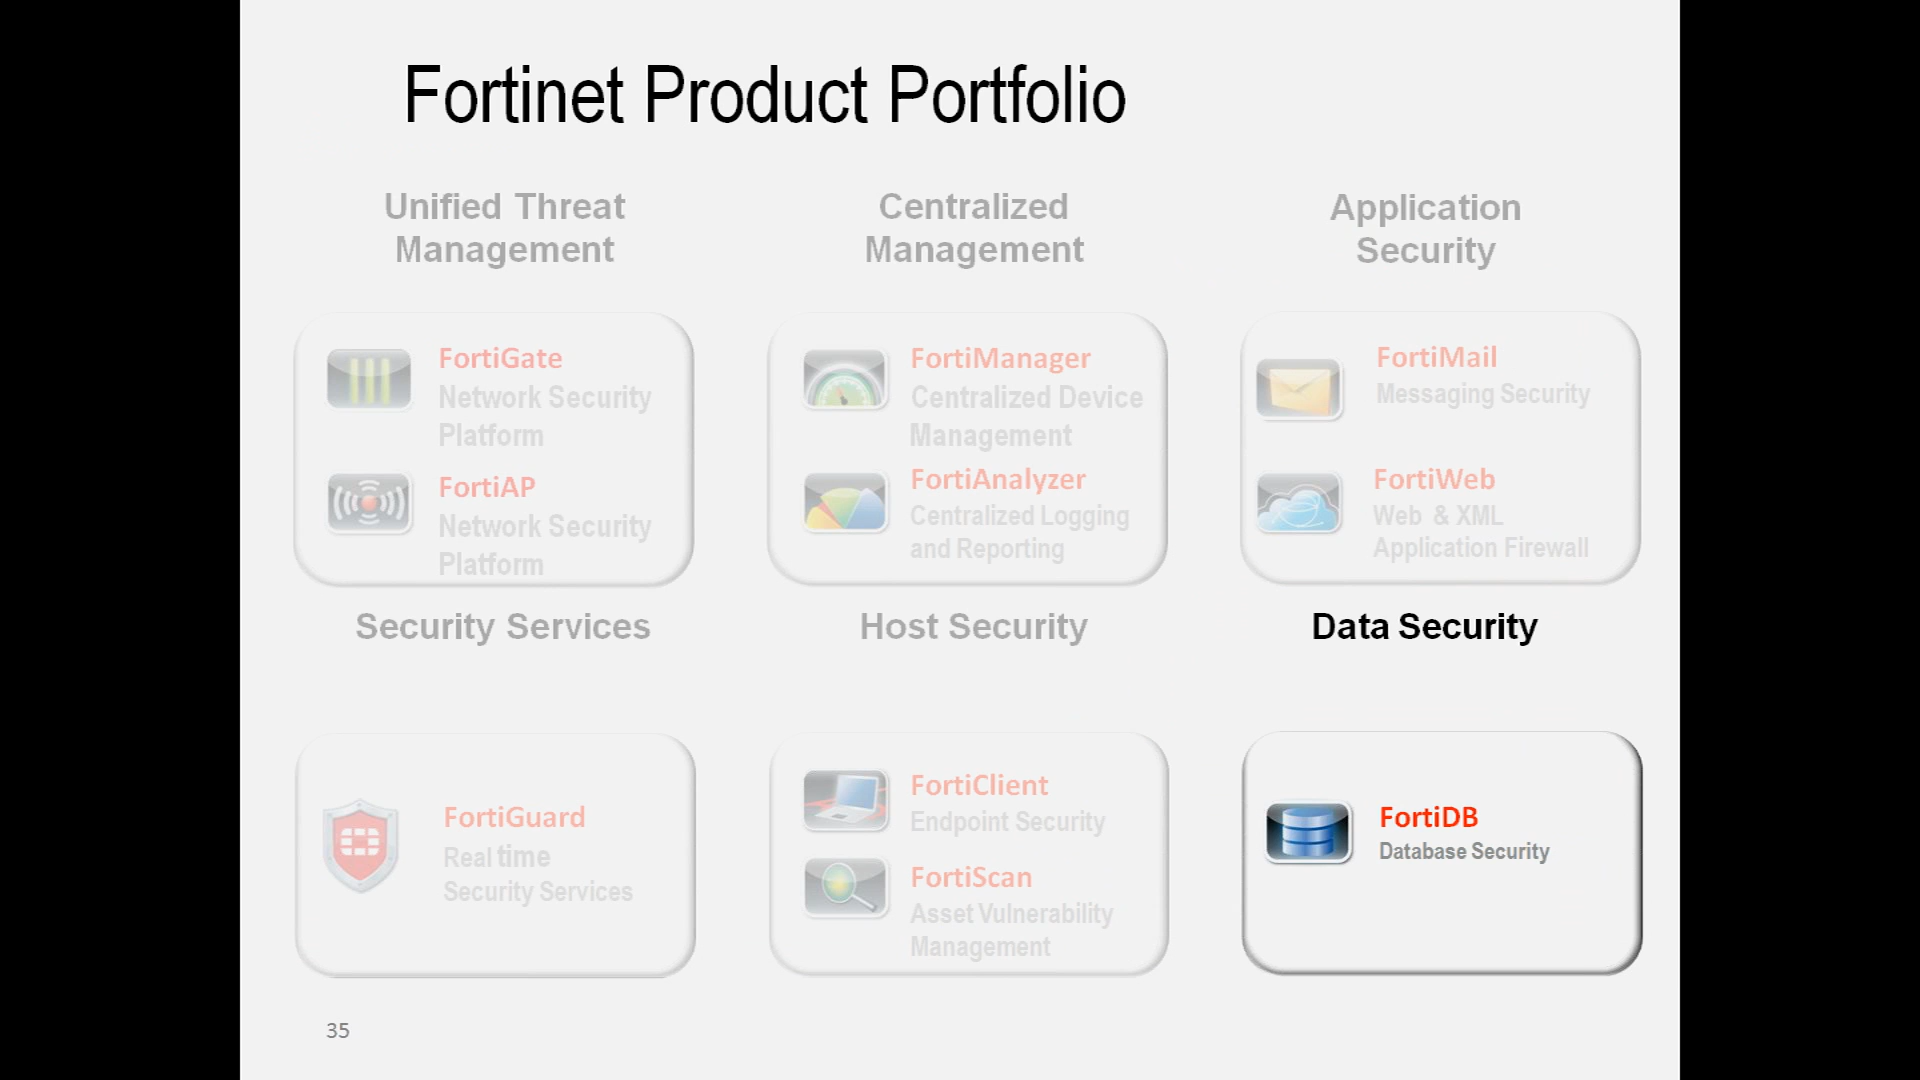 Fortinet Product Portfolio
Unified Threat
Management
FortiGate
Network Security
Platform
FortiAP
Network Security
Platform
Centralized
Management
FortiManager
Centralized Device
Management
FortiAnalyzer
Centralized Logging
and Reporting
Application
Security
FortiMail
Messaging Security
FortiWeb
Web & XML
Application Firewall
Security Services
FortiGuard
Real time
Security Services
Host Security
FortiClient
Endpoint Security
FortiScan
Asset Vulnerability
Management
Data Security
FortiDB
Database Security
35